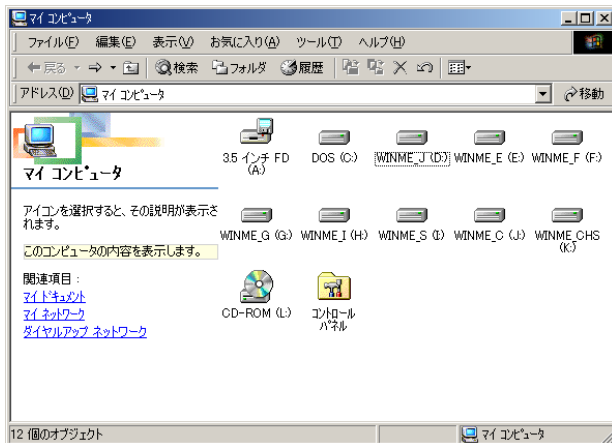 マイ コンピュータ
ファイル(F) 編集(E) 表示(V) お気に入り(A) ツール(T) ヘルプ(H)
戻る 検索 フォルダ 履歴
アドレス(D) マイ コンピュータ 移動
マイ コンピュータ
アイコンを選択すると、その説明が表示さ
れます。
このコンピュータの内容を表示します。
関連項目：
マイ ドキュメント
マイ ネットワーク
ダイヤルアップ ネットワーク
3.5 インチ FD
(A:)
DOS (C:)
WINME_J (D:)
WINME_E (E:)
WINME_F (F:)
WINME_G (G:)
WINME_I (H:)
WINME_S (I:)
WINME_C (J:)
WINME_CHS
(K:)
CD-ROM (L:)
コントロール
パネル
12 個のオブジェクト
マイ コンピュータ